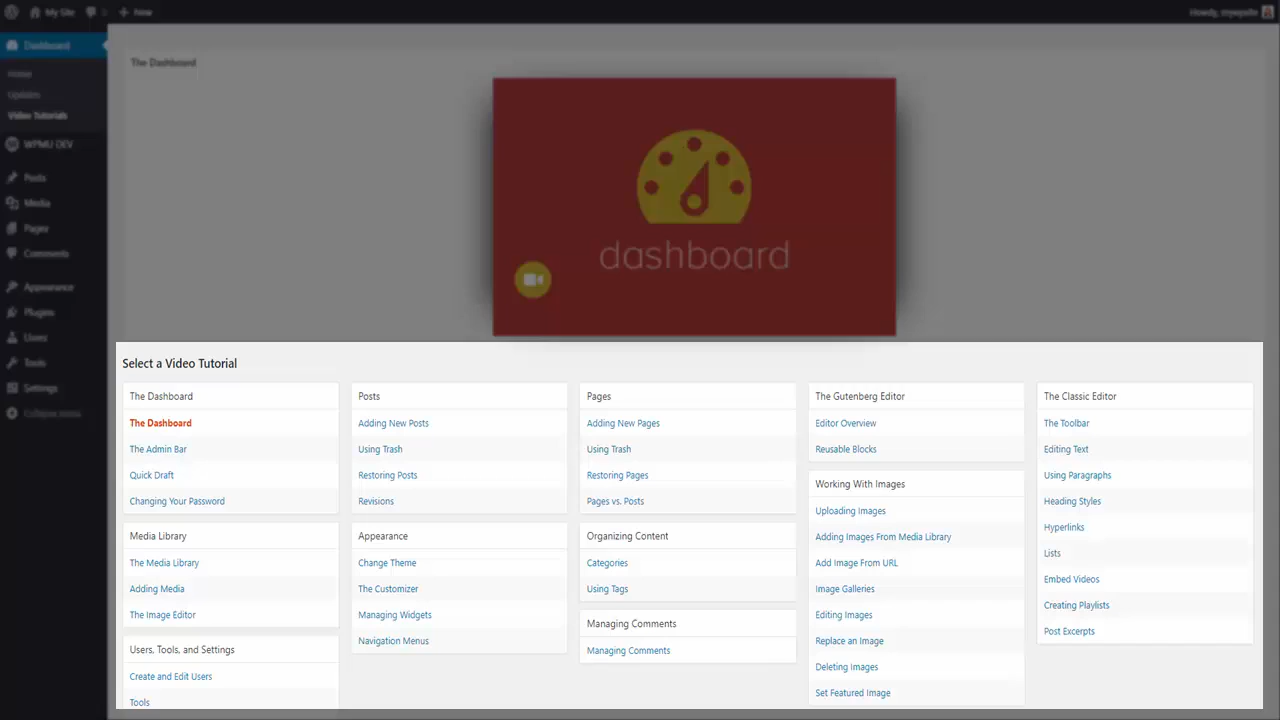 My Site
New
Howdy,
Dashboard
Home
Updates
Video Tutorials
WPMU DEV
Posts
Media
Pages
Comments
Appearance
Plugins
Users
Tools
Settings
Collapse menu
The Dashboard
dashboard
Select a Video Tutorial
The Dashboard
The Dashboard
The Admin Bar
Quick Draft
Changing Your Password
Media Library
The Media Library
Adding Media
The Image Editor
Users, Tools, and Settings
Create and Edit Users
Tools
Posts
Adding New Posts
Using Trash
Restoring Posts
Revisions
Appearance
Change Theme
The Customizer
Managing Widgets
Navigation Menus
Pages
Adding New Pages
Using Trash
Restoring Pages
Pages vs. Posts
Organizing Content
Categories
Using Tags
Managing Comments
Managing Comments
The Gutenberg Editor
Editor Overview
Reusable Blocks
Working With Images
Uploading Images
Adding Images From Media Library
Add Image From URL
Image Galleries
Editing Images
Replace an Image
Deleting Images
Set Featured Image
The Classic Editor
The Toolbar
Editing Text
Using Paragraphs
Heading Styles
Hyperlinks
Lists
Embed Videos
Creating Playlists
Post Excerpts